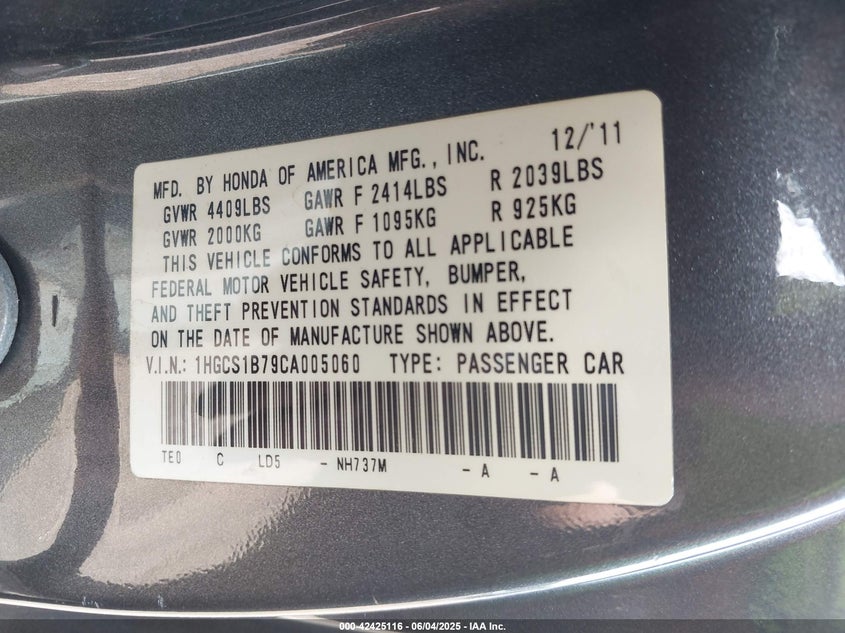 MFD. BY HONDA OF AMERICA MFG., INC. 12/'11
GVWR 4409LBS GAWR F 2414LBS R 2039LBS
GVWR 2000KG GAWR F 1095KG R 925KG
THIS VEHICLE CONFORMS TO ALL APPLICABLE
FEDERAL MOTOR VEHICLE SAFETY, BUMPER,
AND THEFT PREVENTION STANDARDS IN EFFECT
ON THE DATE OF MANUFACTURE SHOWN ABOVE.
V.I.N.: 1HGCS1B79CA005060 TYPE: PASSENGER CAR
TE0 C LD5 - NH737M - A - A
000-42425116 - 06/04/2025 - IAA Inc.